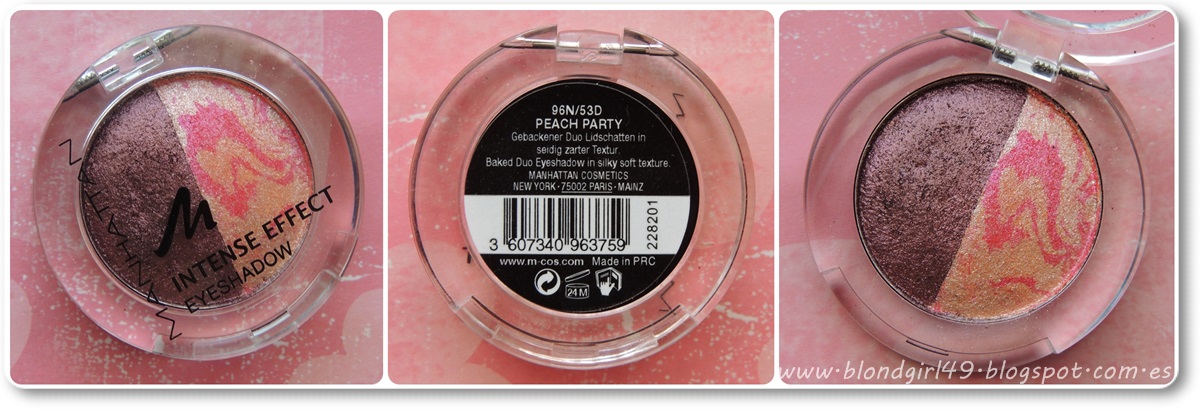 MANHATTAN
M
INTENSE EFFECT
EYESHADOW
96N/53D
PEACH PARTY
Gebackener Duo Lidschatten in
seidig zarter Textur.
Baked Duo Eyeshadow in silky soft texture.
MANHATTAN COSMETICS
NEW YORK · 75002 PARIS · MAINZ
3 607340 963759
228201
www.m-cos.com Made in PRC
24 M
www.blondgirl49.blogspot.com.es